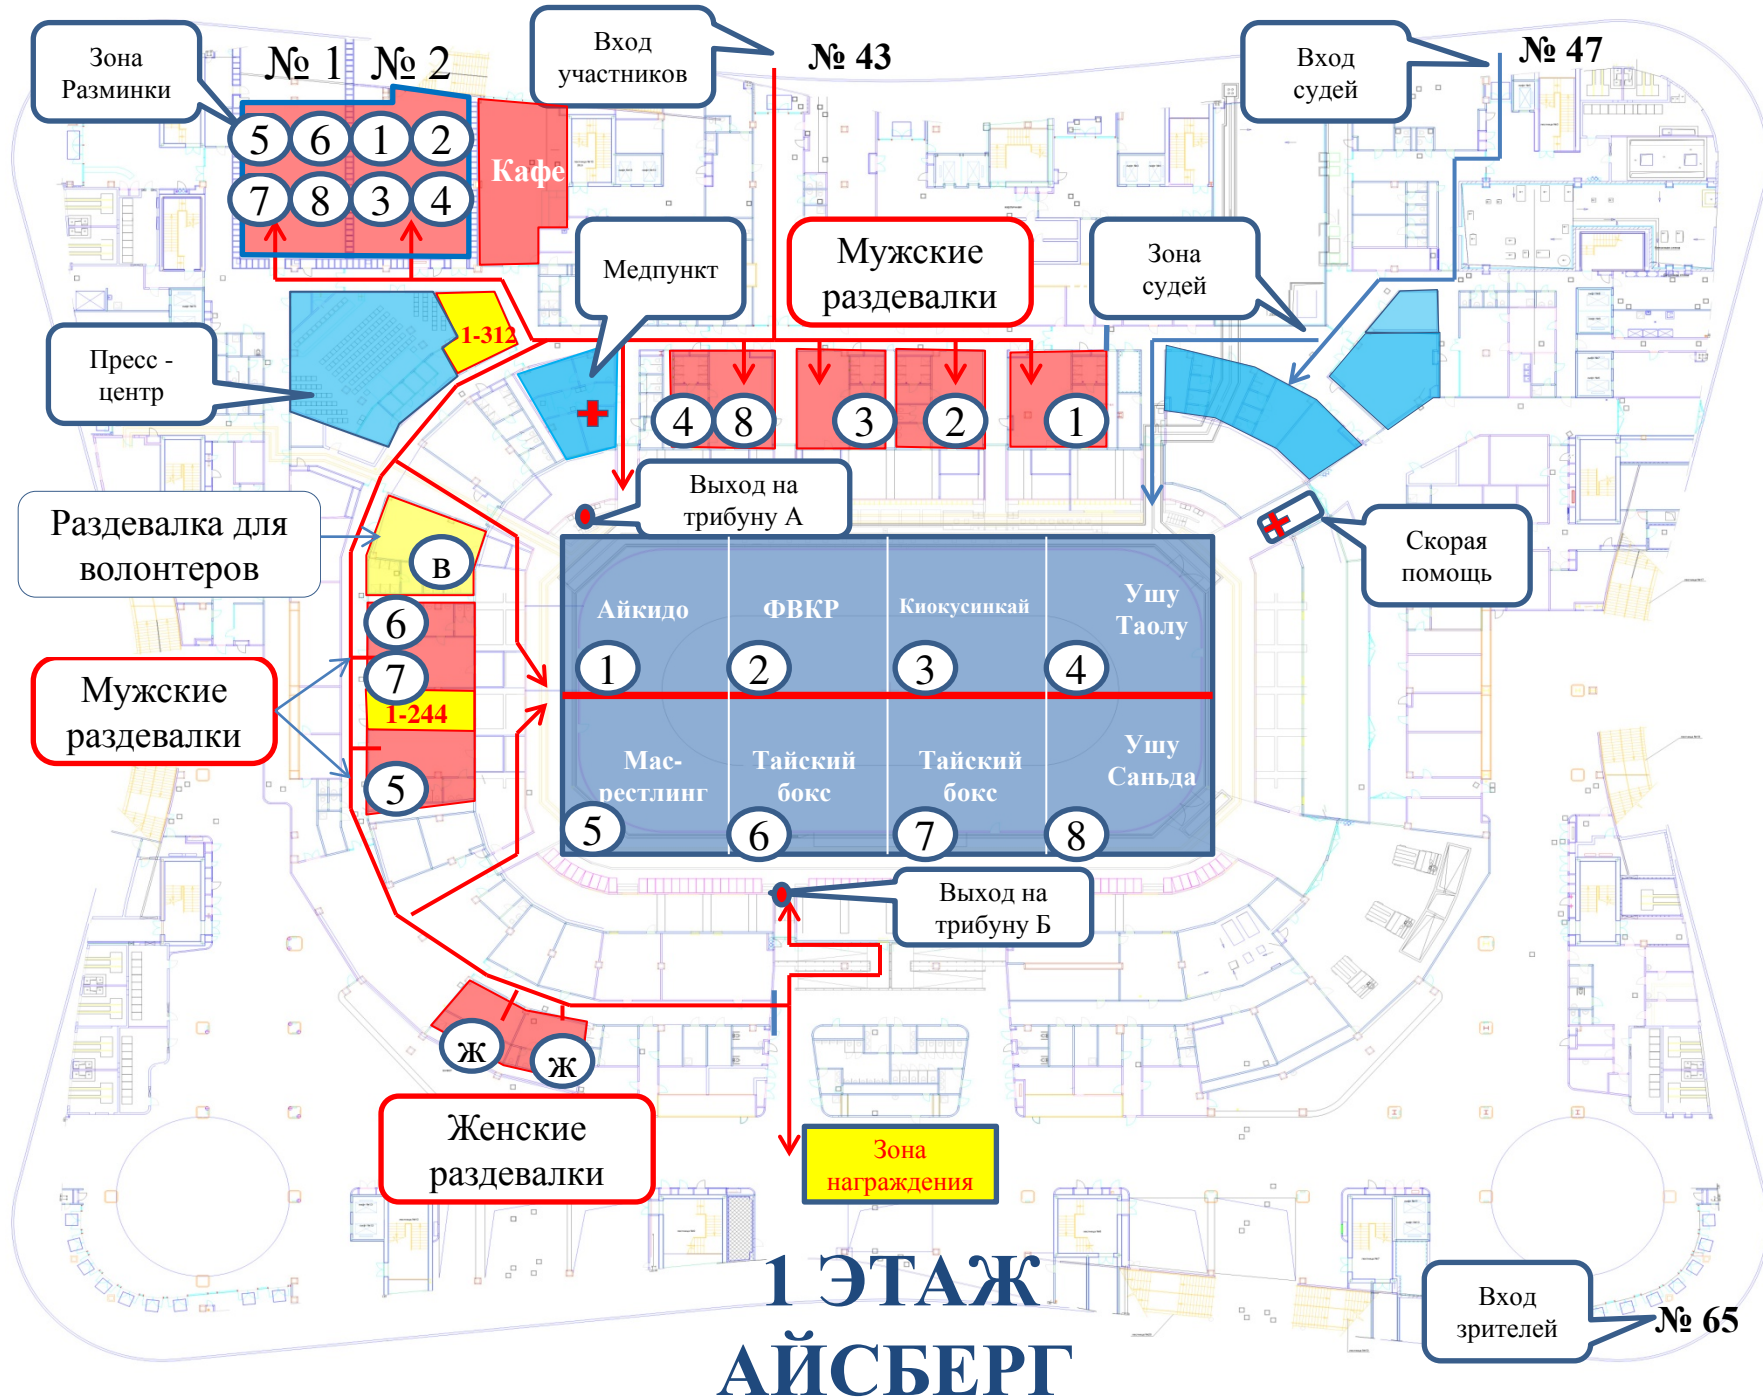 Зона
Разминки
№ 1
№ 2
Вход
участников
№ 43
Вход
судей
№ 47
5
6
1
2
7
8
3
4
Кафе
Медпункт
Мужские
раздевалки
Зона
судей
1-312
Пресс -
центр
4
8
3
2
1
Выход на
трибуну А
Раздевалка для
волонтеров
в
Скорая
помощь
6
7
1-244
5
Мужские
раздевалки
Айкидо
1
ФВКР
2
Киокусинкай
3
Ушу
Таолу
4
Мас-
рестлинг
5
Тайский
бокс
6
Тайский
бокс
7
Ушу
Саньда
8
Выход на
трибуну Б
ж
ж
Женские
раздевалки
Зона
награждения
1 ЭТАЖ
АЙСБЕРГ
Вход
зрителей
№ 65